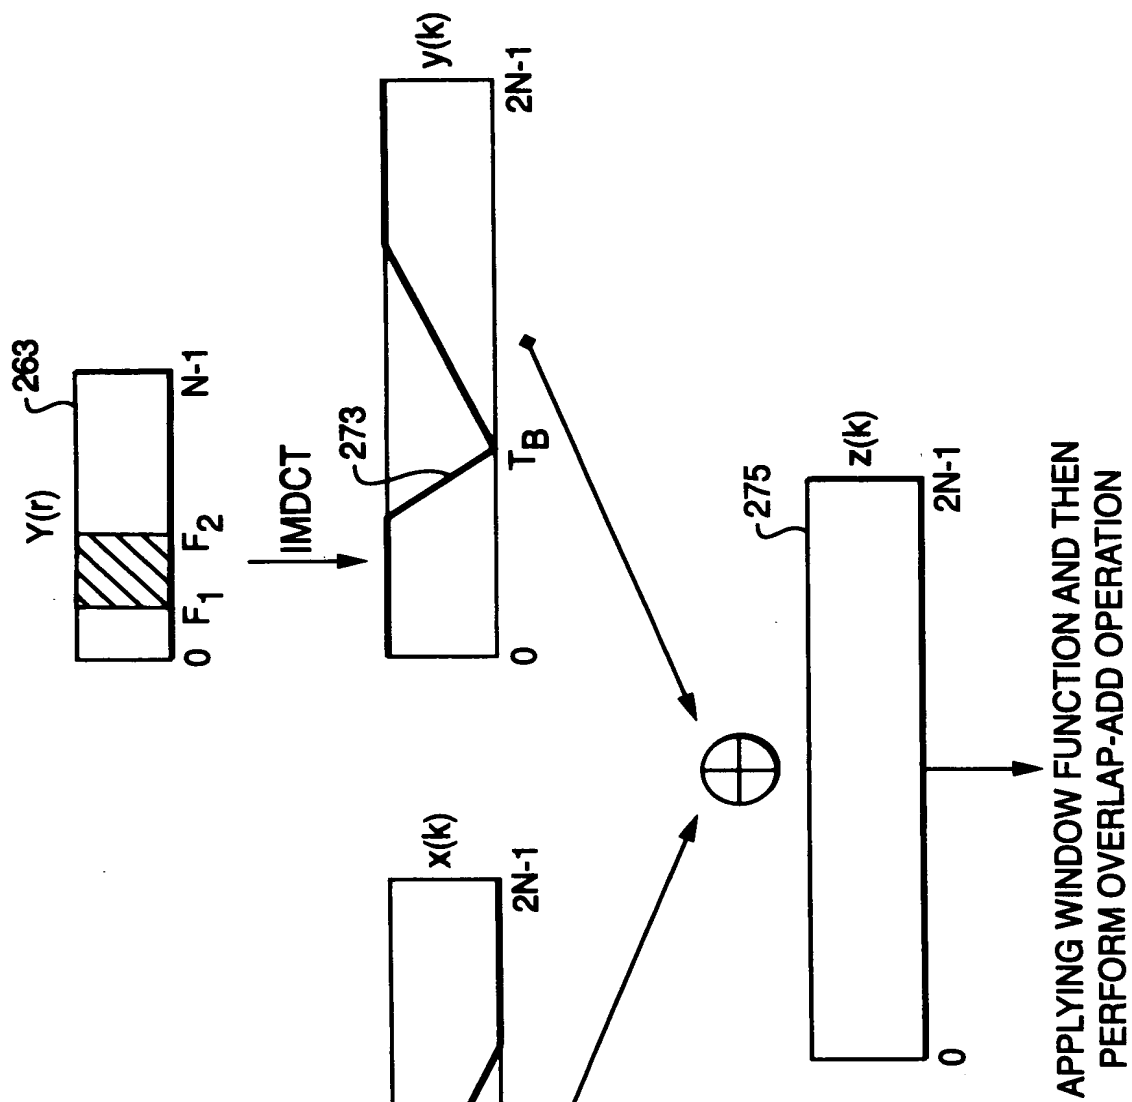 263
Y(r)
0 F1 F2 N-1
IMDCT
273
y(k)
0 TB 2N-1
x(k)
2N-1
275
z(k)
0 2N-1
APPLYING WINDOW FUNCTION AND THEN
PERFORM OVERLAP-ADD OPERATION